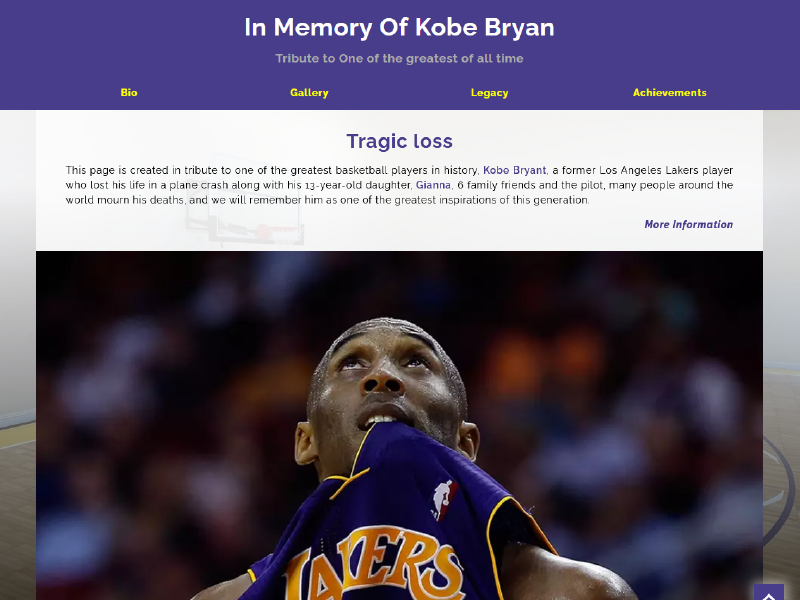 In Memory Of Kobe Bryan
Tribute to One of the greatest of all time
Bio Gallery Legacy Achievements
Tragic loss
This page is created in tribute to one of the greatest basketball players in history, Kobe Bryant, a former Los Angeles Lakers player
who lost his life in a plane crash along with his 13-year-old daughter, Gianna, 6 family friends and the pilot, many people around the
world mourn his deaths, and we will remember him as one of the greatest inspirations of this generation.
More Information
LAKERS